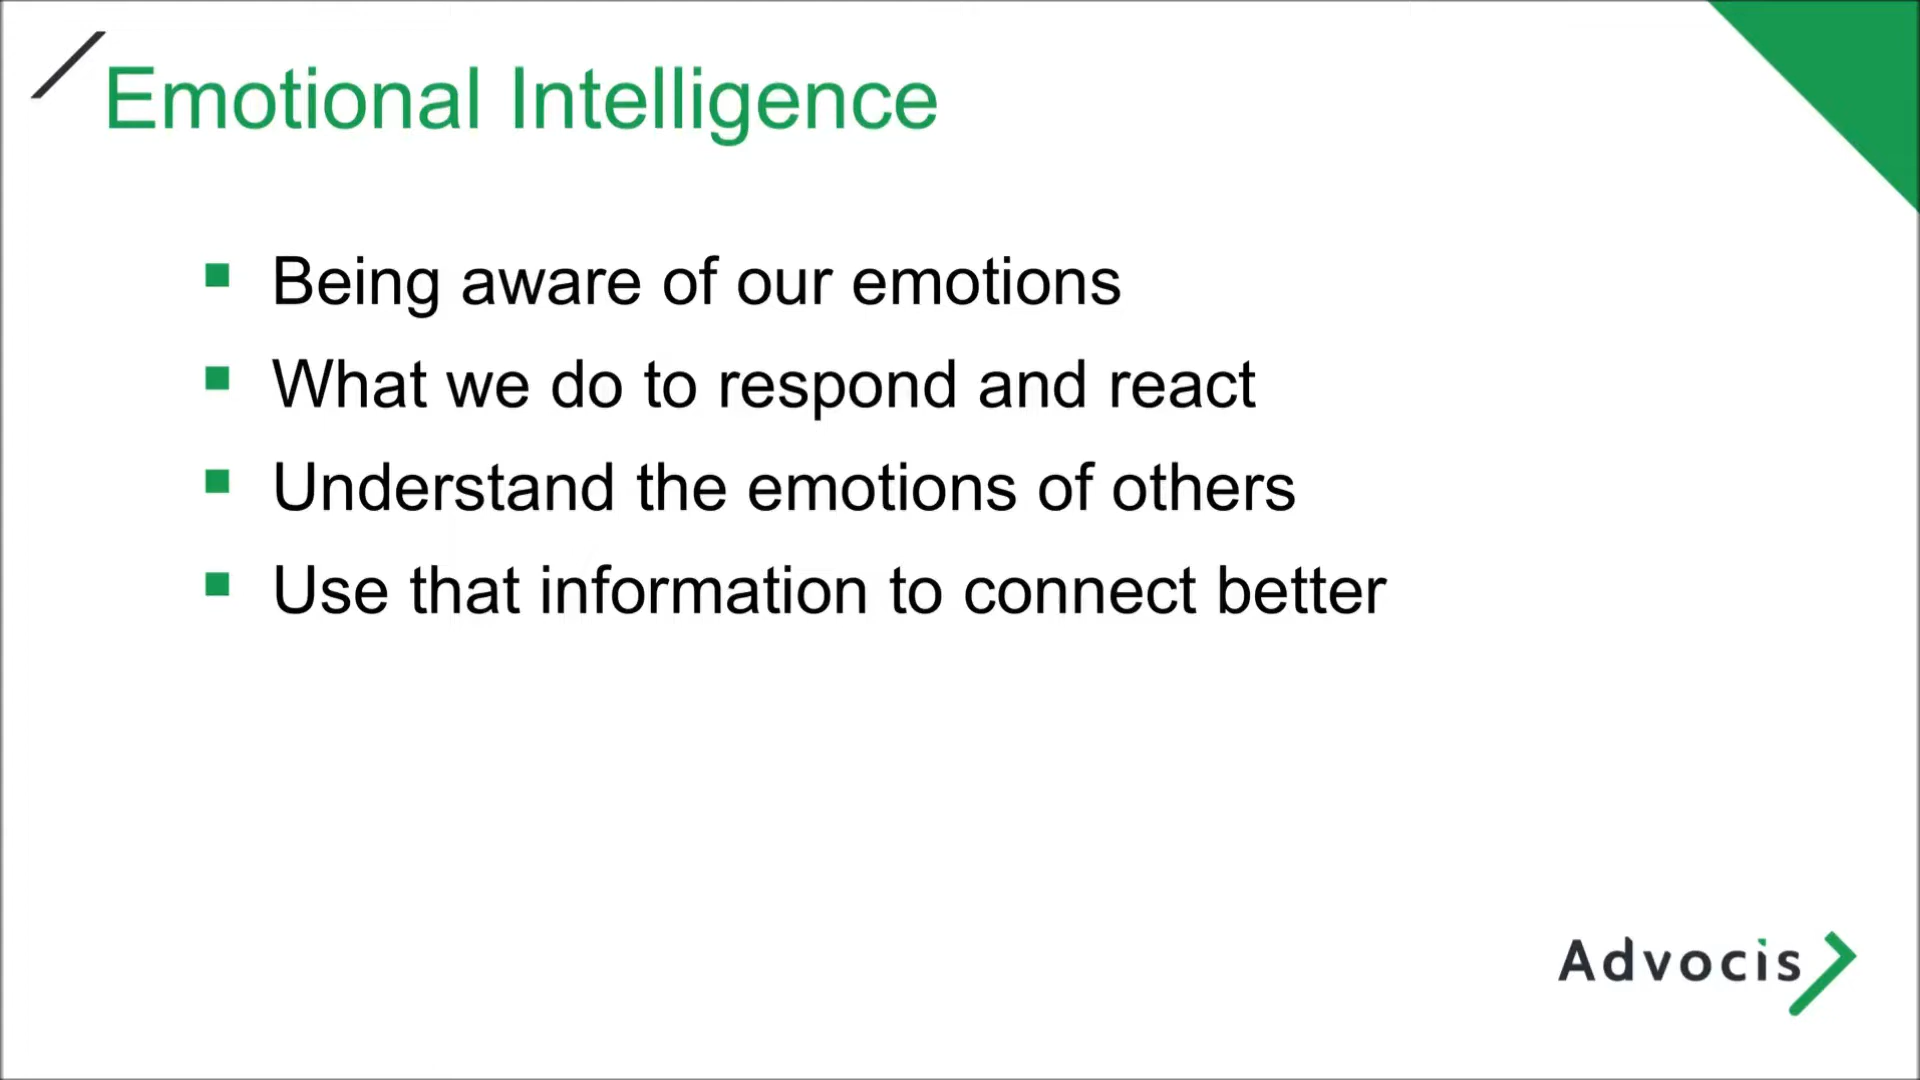 Emotional Intelligence
Being aware of our emotions
What we do to respond and react
Understand the emotions of others
Use that information to connect better
Advocis